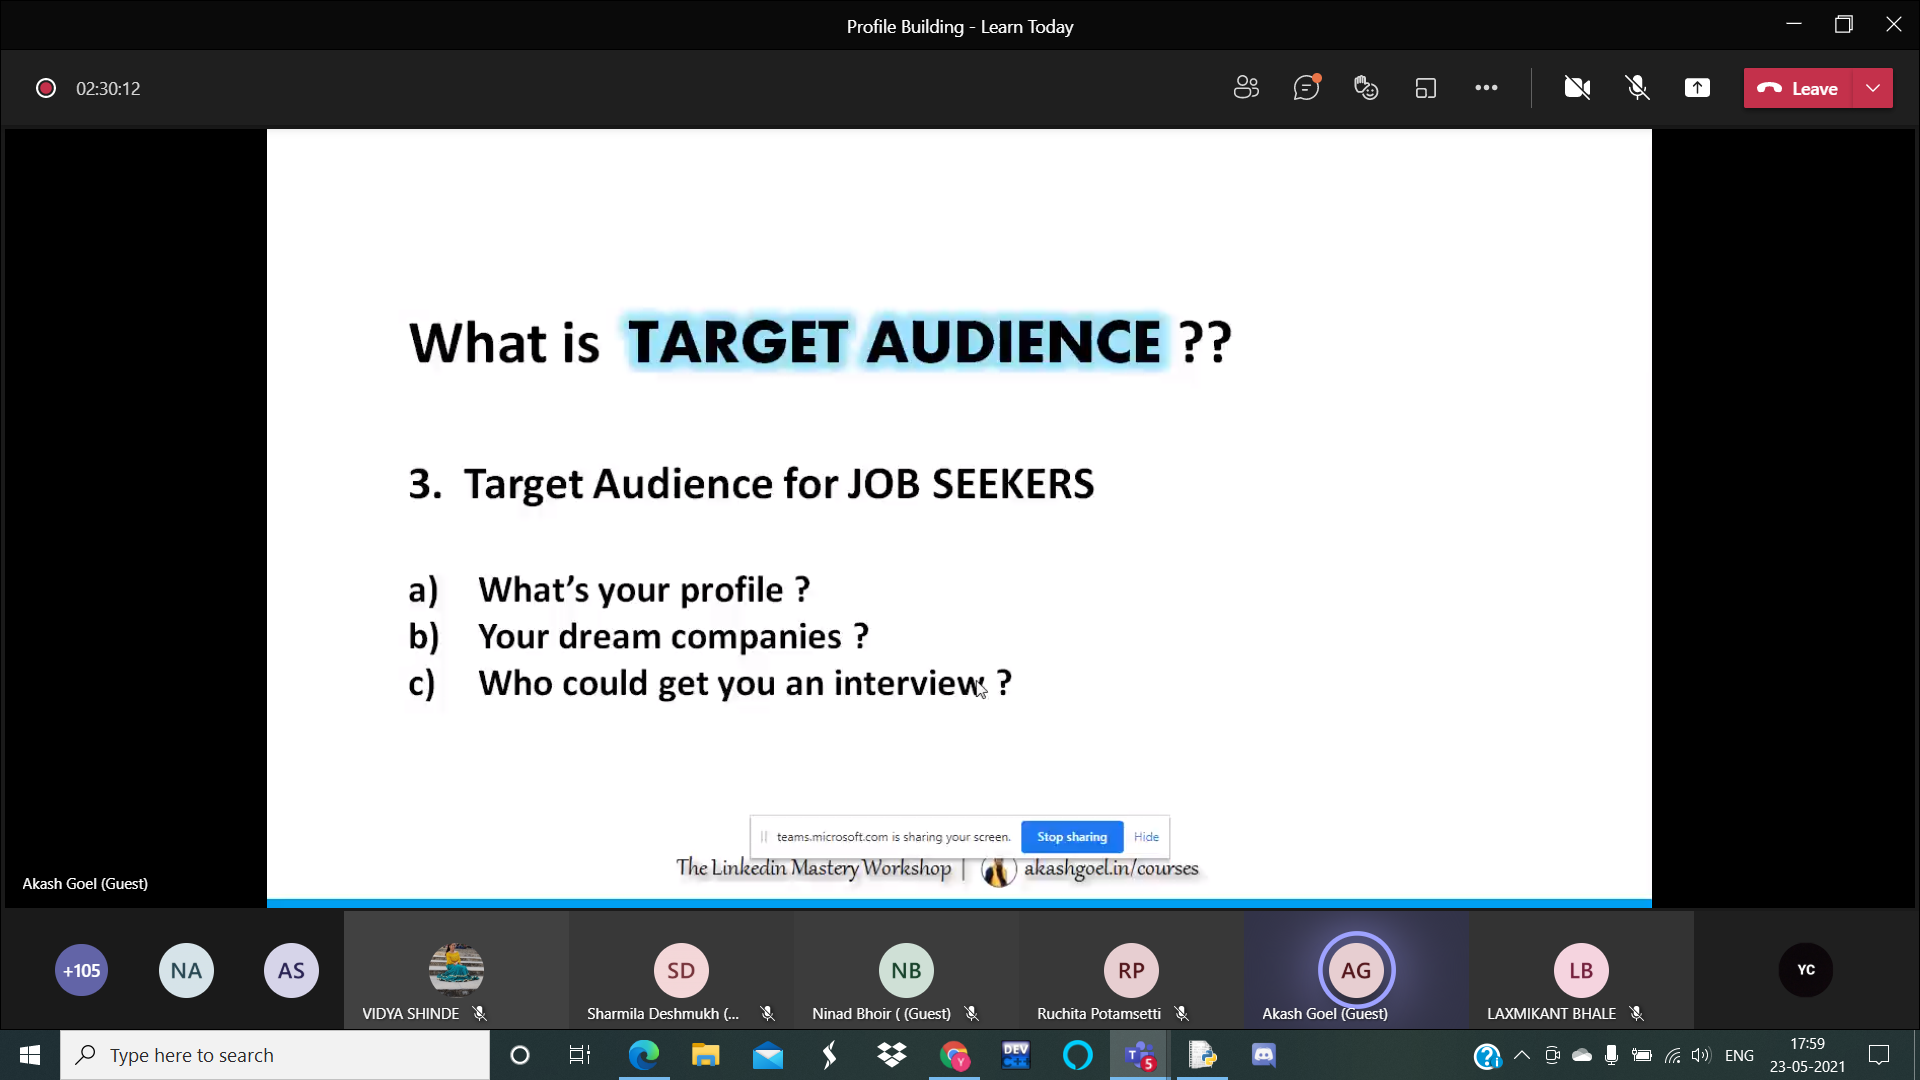 Profile Building - Learn Today
02:30:12
Leave
What is TARGET AUDIENCE ??
3. Target Audience for JOB SEEKERS
a) What's your profile ?
b) Your dream companies ?
c) Who could get you an interview ?
teams.microsoft.com is sharing your screen. Stop sharing Hide
The Linkedin Mastery Workshop | akashgoel.in/courses
Akash Goel (Guest)
+105 NA AS SD NB RP AG LB YC
VIDYA SHINDE Sharmila Deshmukh (... Ninad Bhoir ( (Guest) Ruchita Potamsetti Akash Goel (Guest) LAXMIKANT BHALE
Type here to search DEV C++ Y T 5 ENG 17:59
23-05-2021